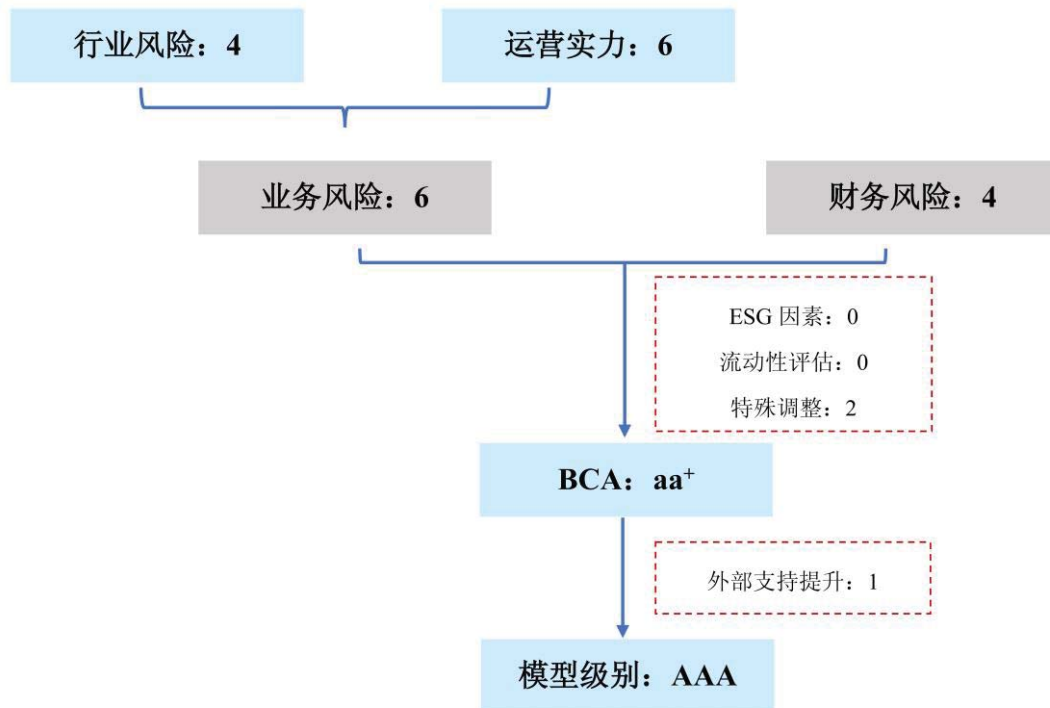 行业风险：4
运营实力：6
业务风险：6
财务风险：4
ESG 因素：0
流动性评估：0
特殊调整：2
BCA：aa⁺
外部支持提升：1
模型级别：AAA